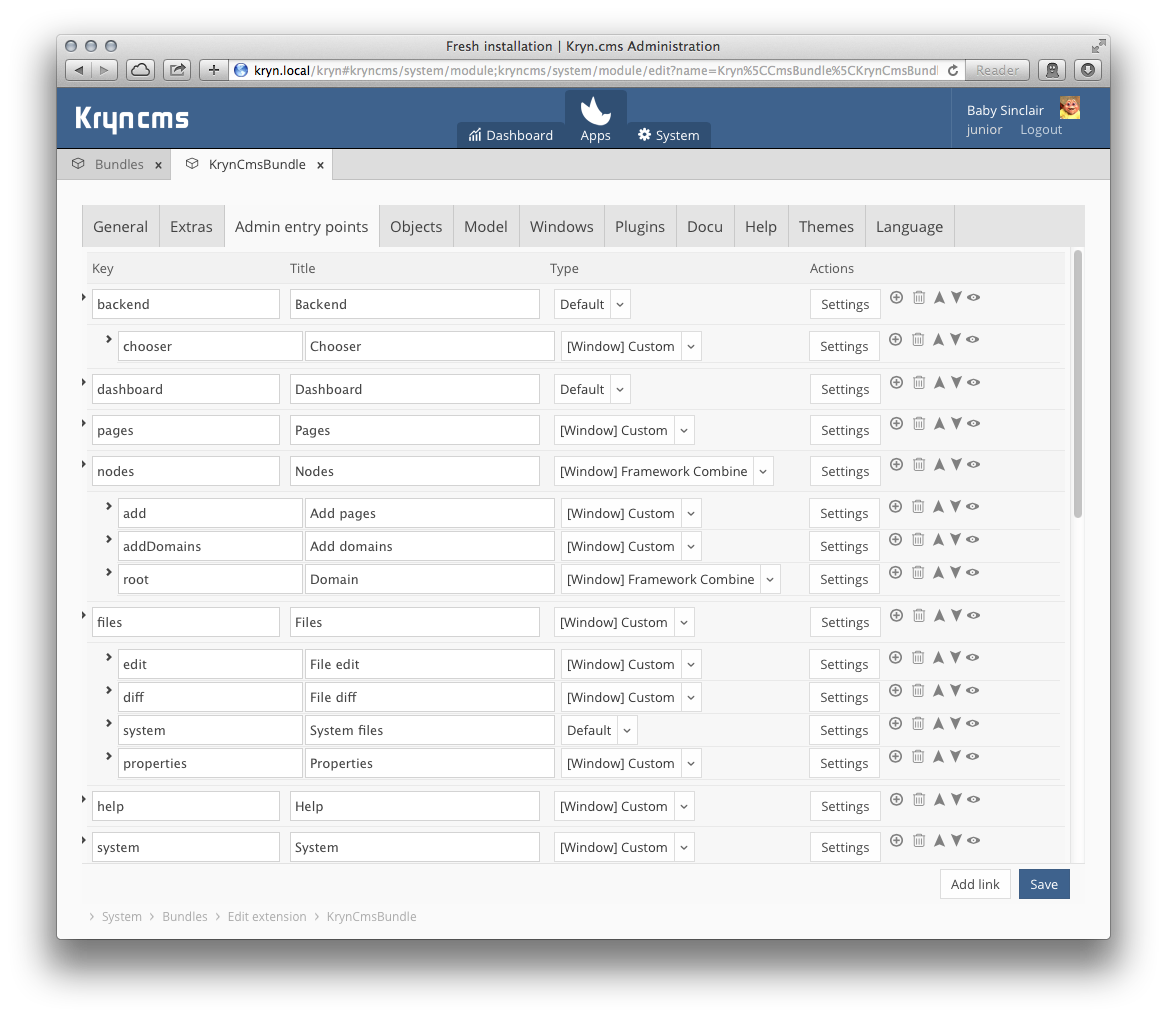 Fresh installation | Kryn.cms Administration
kryn.local/kryn#kryncms/system/module;kryncms/system/module/edit?name=Kryn%5CCmsBundle%5CKrynCmsBundl
Reader
Kryncms
Dashboard Apps System
Baby Sinclair
junior Logout
Bundles x KrynCmsBundle x
General Extras Admin entry points Objects Model Windows Plugins Docu Help Themes Language
Key Title Type Actions
backend Backend Default Settings
chooser Chooser [Window] Custom Settings
dashboard Dashboard Default Settings
pages Pages [Window] Custom Settings
nodes Nodes [Window] Framework Combine Settings
add Add pages [Window] Custom Settings
addDomains Add domains [Window] Custom Settings
root Domain [Window] Framework Combine Settings
files Files [Window] Custom Settings
edit File edit [Window] Custom Settings
diff File diff [Window] Custom Settings
system System files Default Settings
properties Properties [Window] Custom Settings
help Help [Window] Custom Settings
system System [Window] Custom Settings
Add link Save
› System › Bundles › Edit extension › KrynCmsBundle